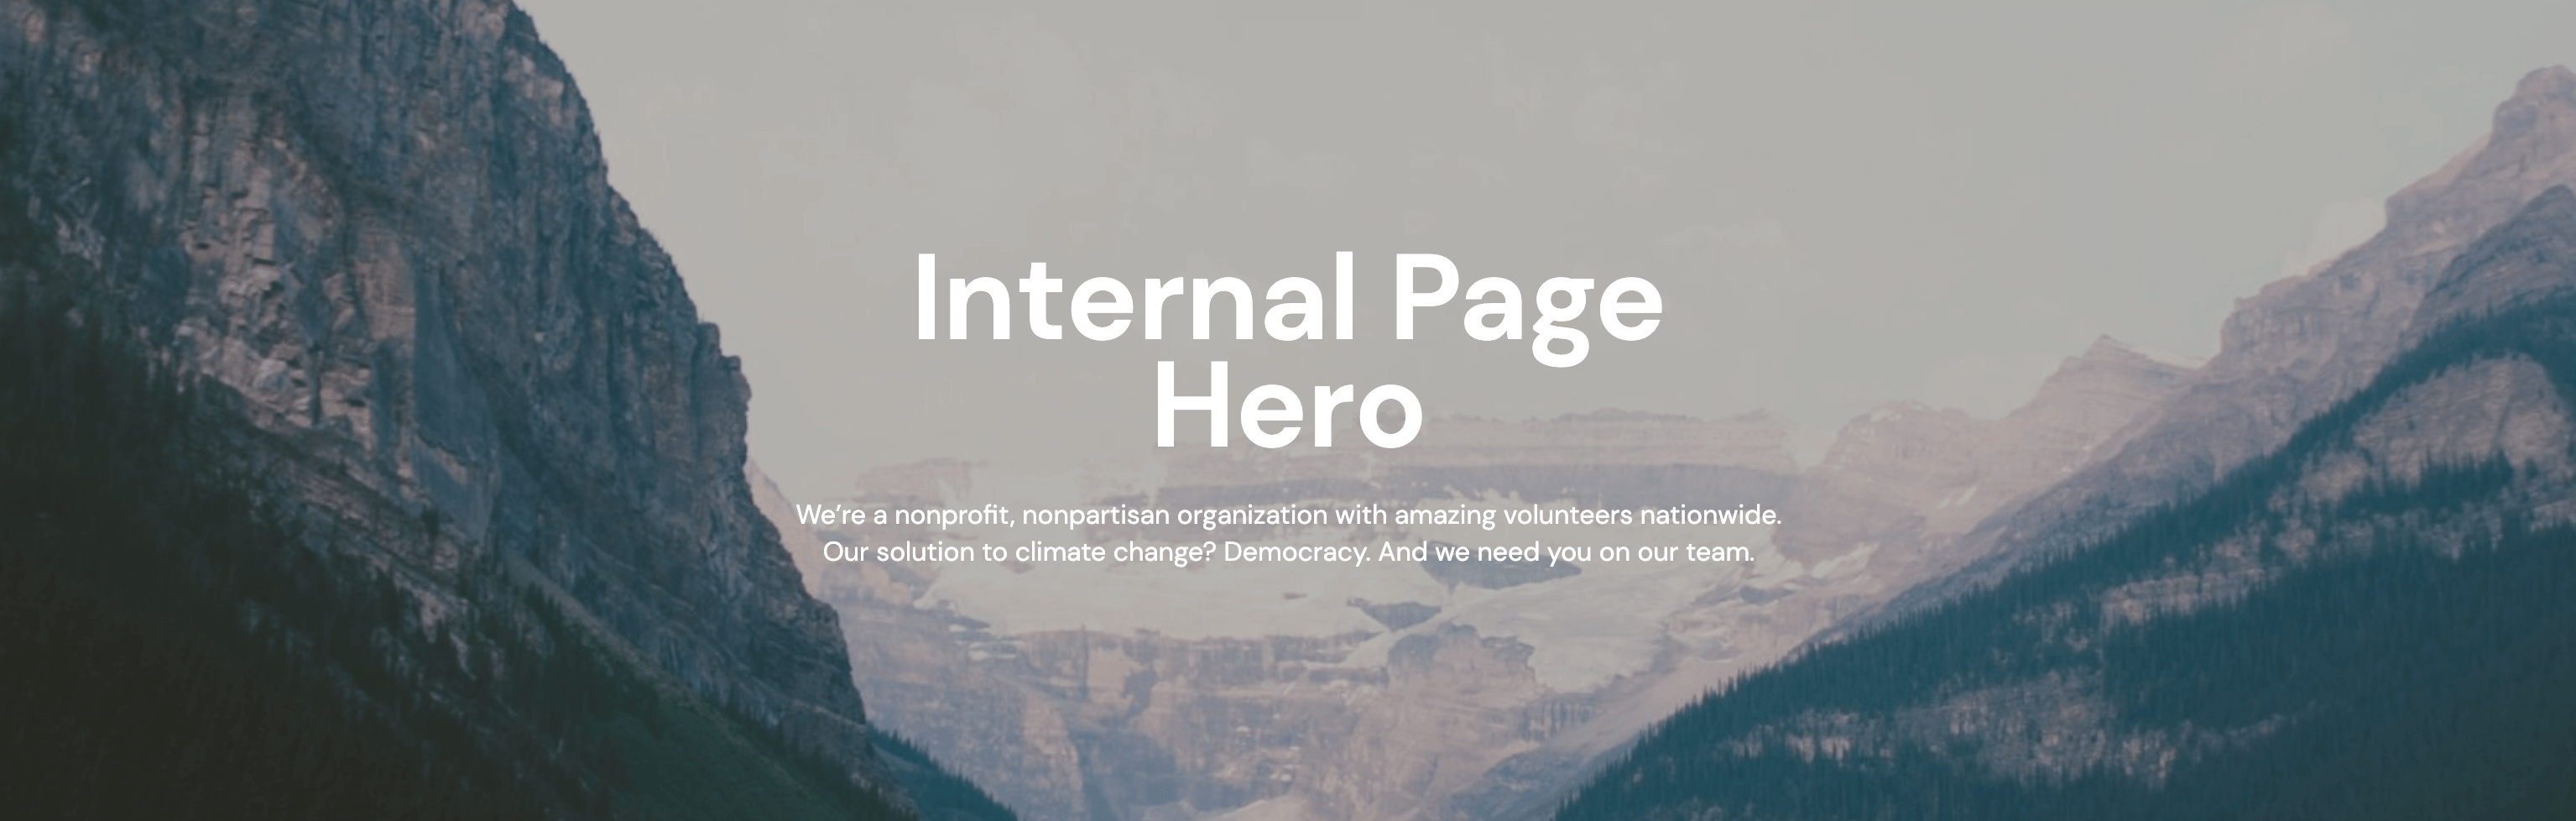 Internal Page
Hero
We’re a nonprofit, nonpartisan organization with amazing volunteers nationwide.
Our solution to climate change? Democracy. And we need you on our team.